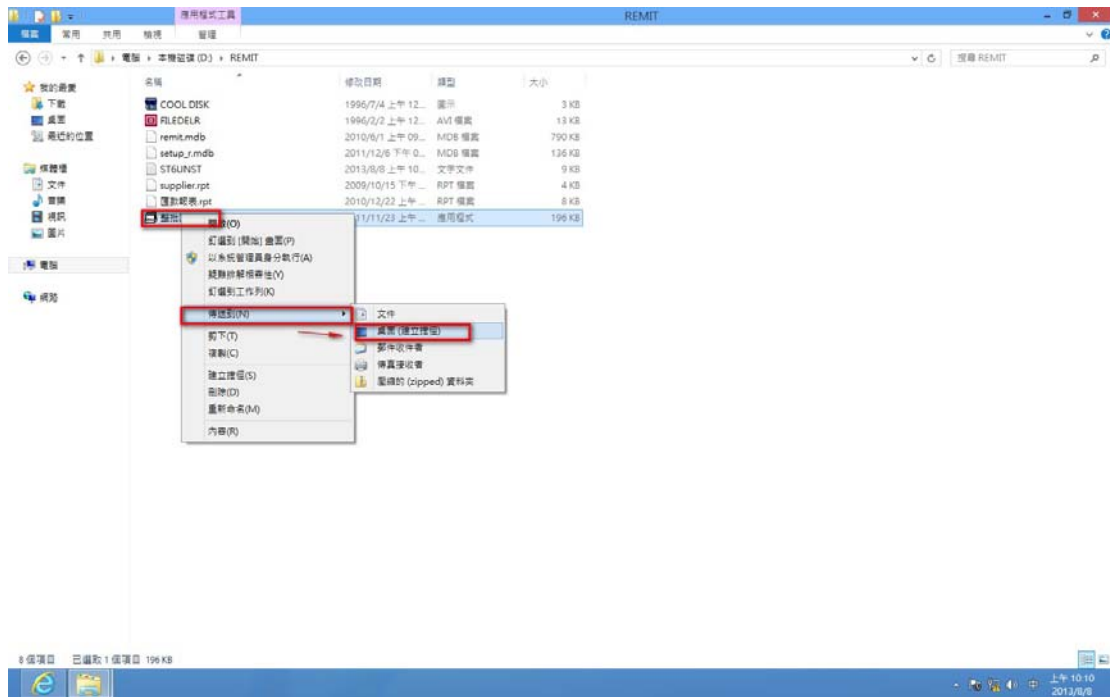 應用程式工具 REMIT
檔案 常用 共用 檢視 管理
電腦 本機磁碟 (D:) REMIT 搜尋 REMIT
名稱 修改日期 類型 大小
我的最愛
下載
桌面
最近的位置
媒體櫃
文件
音樂
視訊
圖片
電腦
網路
COOL DISK 1996/7/4 上午 12... 圖示 3 KB
FILEDELR 1996/2/2 上午 12... AVI 檔案 13 KB
remit.mdb 2010/6/1 上午 09... MDB 檔案 790 KB
setup_r.mdb 2011/12/6 下午 0... MDB 檔案 136 KB
ST6UNST 2013/8/8 上午 10... 文字文件 9 KB
supplier.rpt 2009/10/15 下午 ... RPT 檔案 4 KB
匯款報表.rpt 2010/12/22 上午 ... RPT 檔案 8 KB
整批 11/11/23 上午 ... 應用程式 196 KB
開啟(O)
釘選到 [開始] 畫面(P)
以系統管理員身分執行(A)
疑難排解相容性(Y)
釘選到工作列(K)
傳送到(N)
剪下(T)
複製(C)
建立捷徑(S)
刪除(D)
重新命名(M)
內容(R)
文件
桌面 (建立捷徑)
郵件收件者
傳真接收者
壓縮的 (zipped) 資料夾
8 個項目 已選取 1 個項目 196 KB
中 上午 10:10
2013/8/8